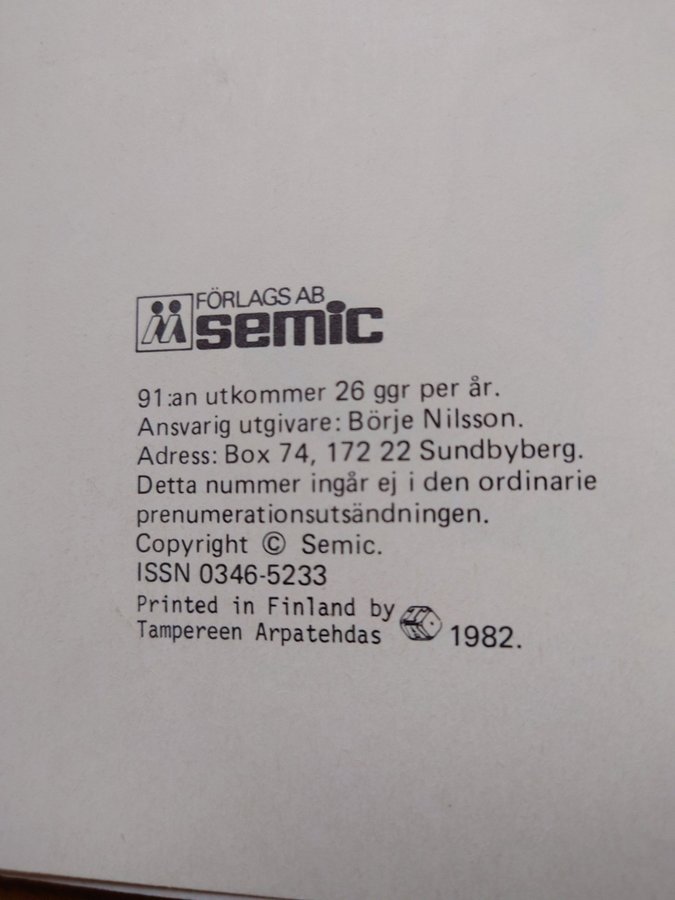 FÖRLAGS AB
semic
91:an utkommer 26 ggr per år.
Ansvarig utgivare: Börje Nilsson.
Adress: Box 74, 172 22 Sundbyberg.
Detta nummer ingår ej i den ordinarie
prenumerationsutsändningen.
Copyright © Semic.
ISSN 0346-5233
Printed in Finland by
Tampereen Arpatehdas 1982.